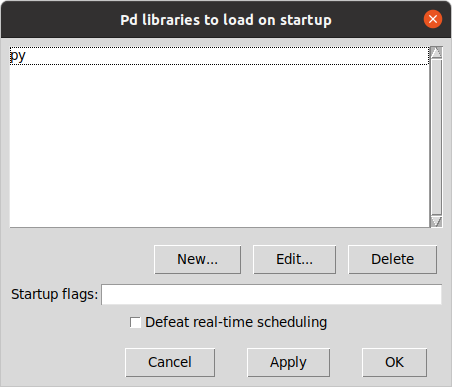 Pd libraries to load on startup
py
New... Edit... Delete
Startup flags:
Defeat real-time scheduling
Cancel Apply OK